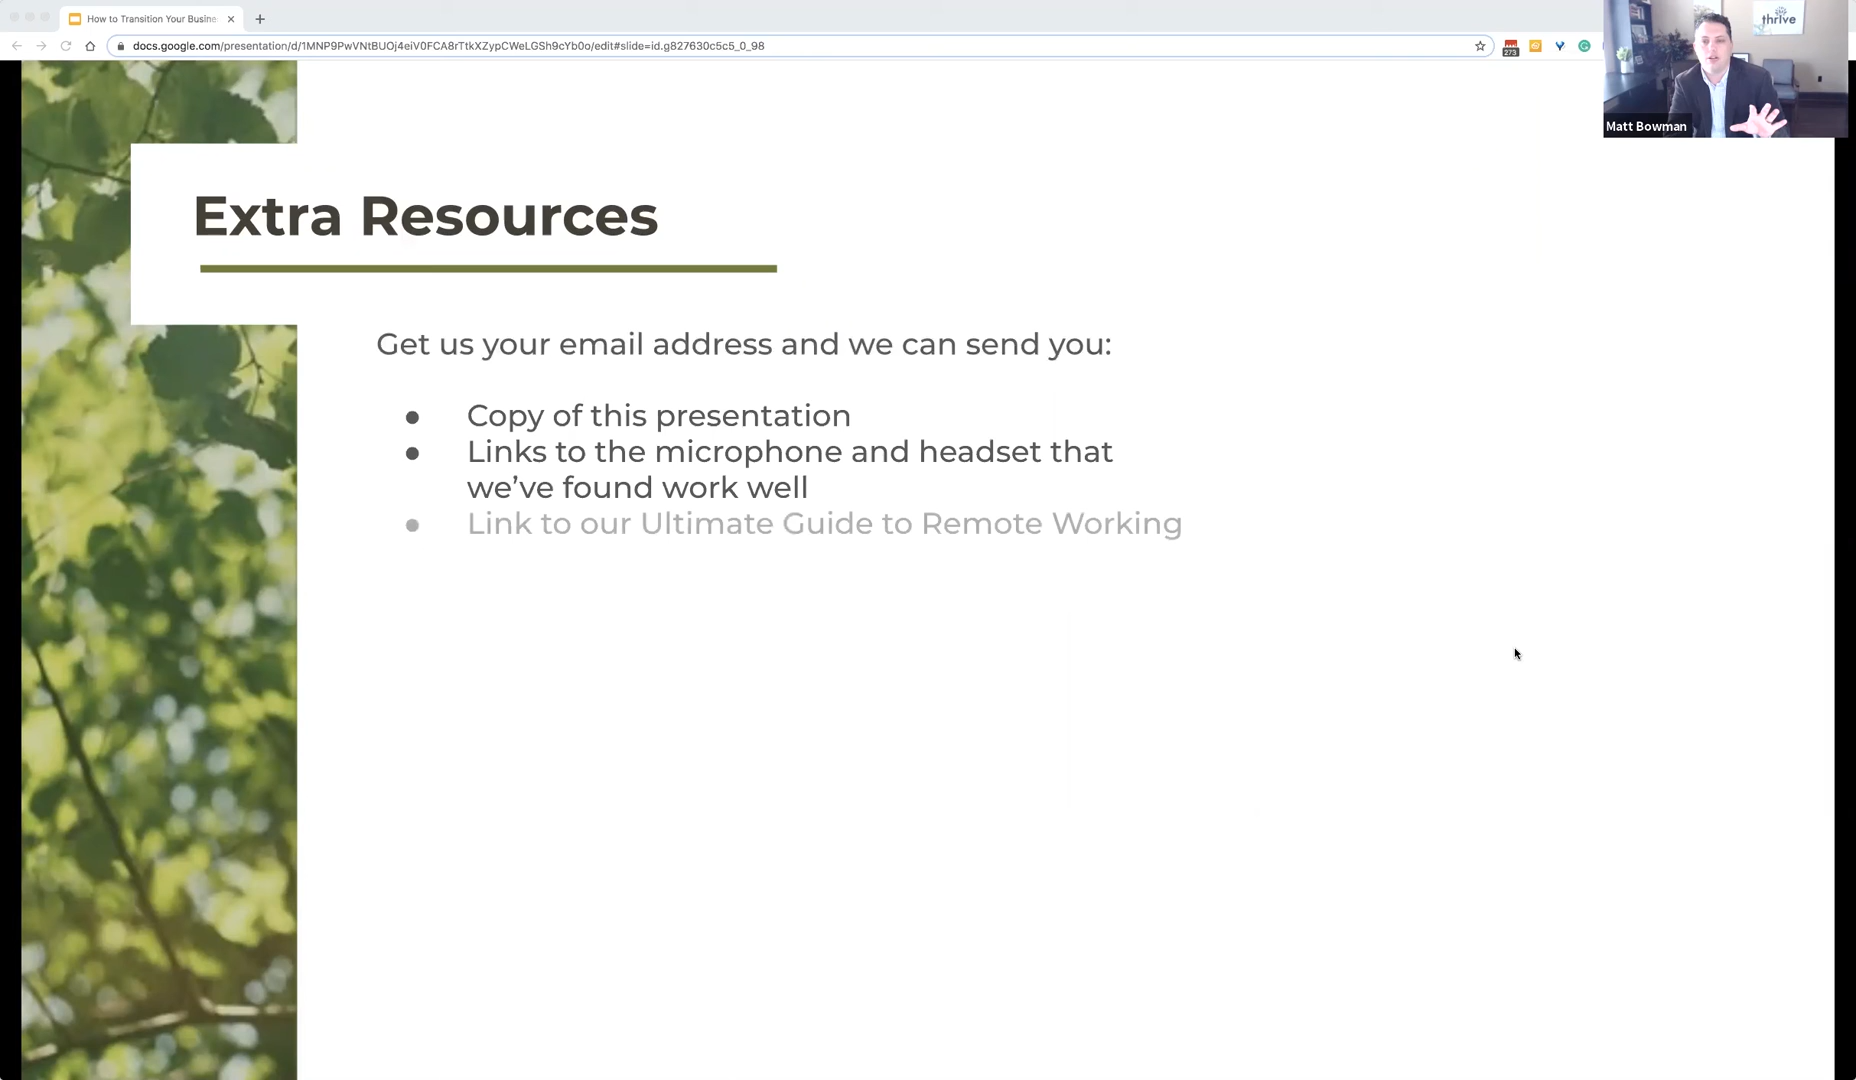 How to Transition Your Busine
docs.google.com/presentation/d/1MNP9PwVNtBUOj4eiV0FCA8rTtkXZypCWeLGSh9cYb0o/edit#slide=id.g827630c5c5_0_98
273
thrive
Matt Bowman
Extra Resources
Get us your email address and we can send you:
● Copy of this presentation
● Links to the microphone and headset that
we’ve found work well
● Link to our Ultimate Guide to Remote Working